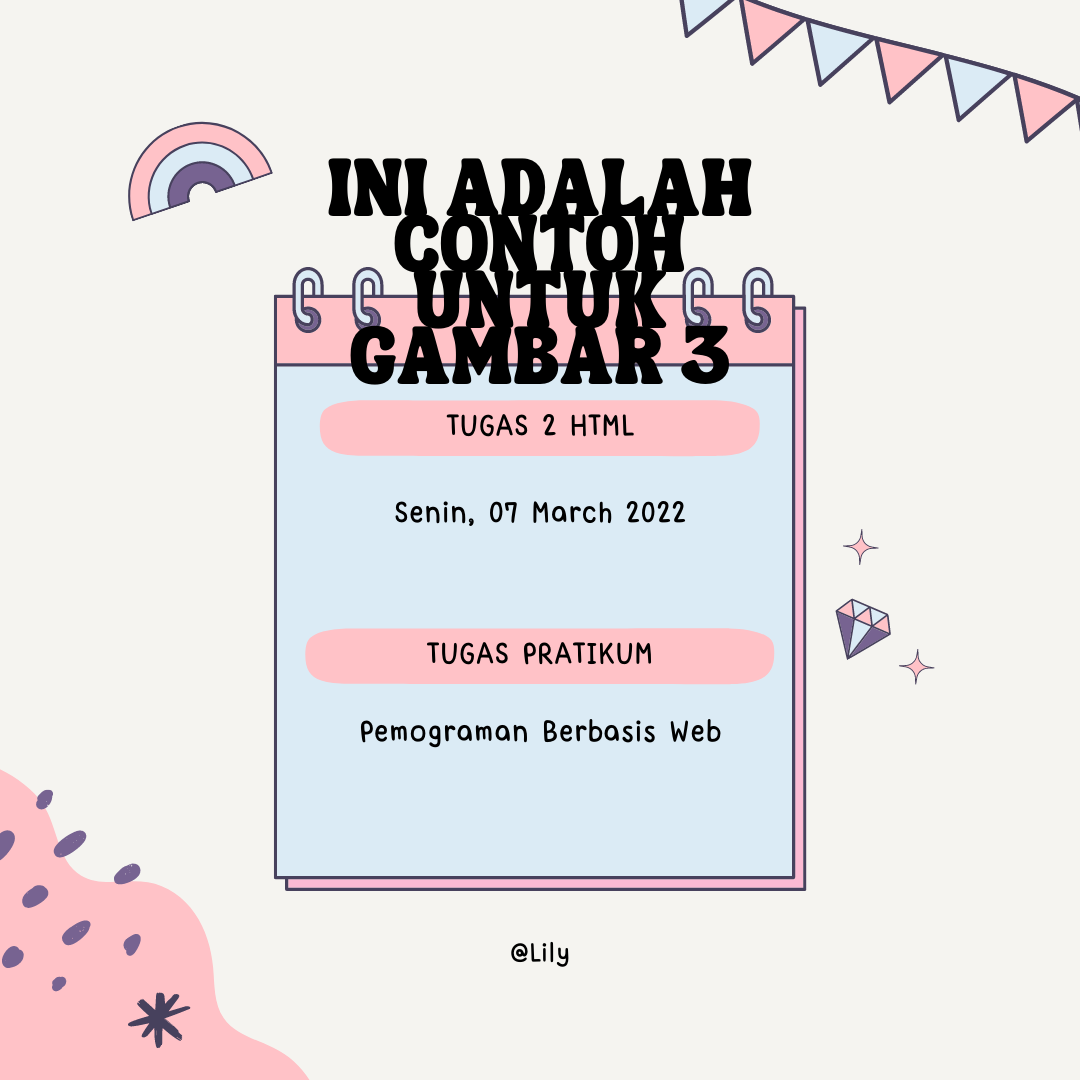 INI ADALAH
CONTOH
UNTUK
GAMBAR 3
TUGAS 2 HTML
Senin, 07 March 2022
TUGAS PRATIKUM
Pemograman Berbasis Web
@Lily